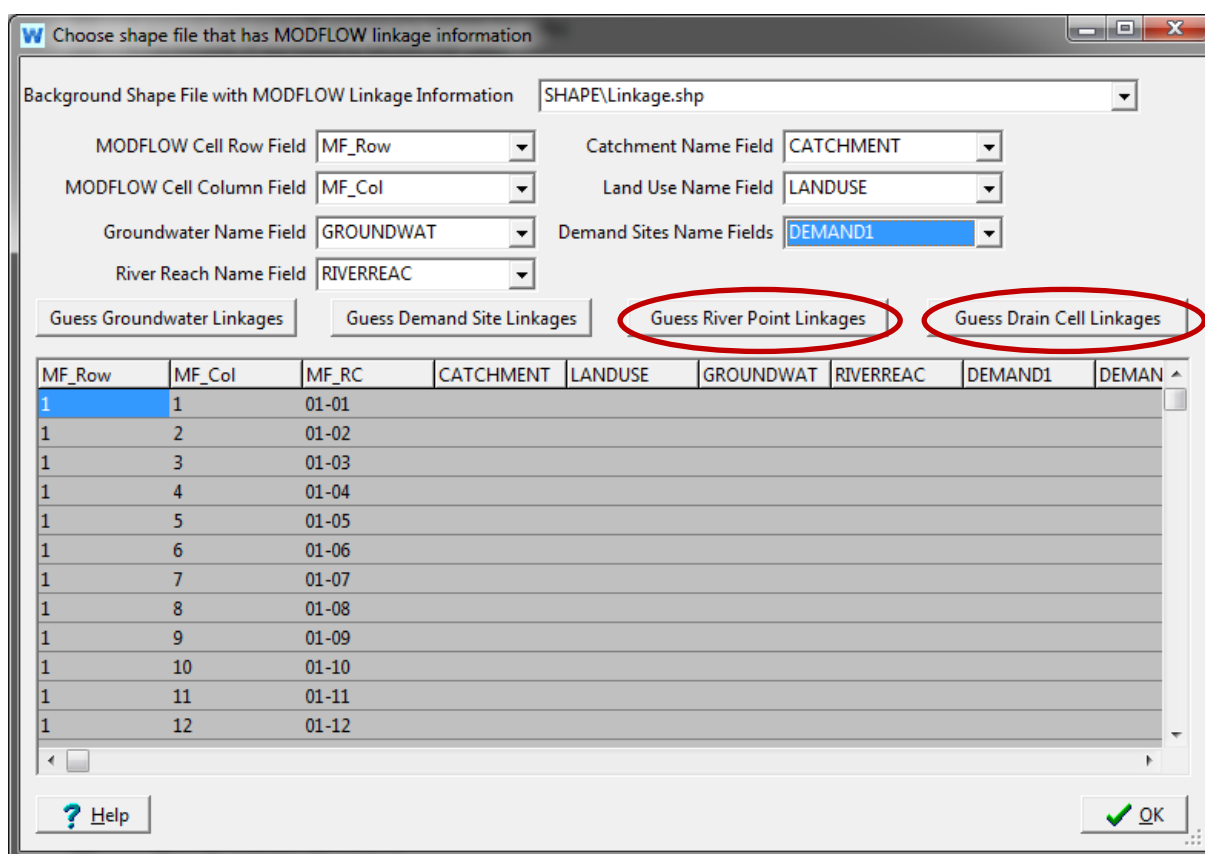 W Choose shape file that has MODFLOW linkage information
Background Shape File with MODFLOW Linkage Information SHAPE\Linkage.shp
MODFLOW Cell Row Field MF_Row Catchment Name Field CATCHMENT
MODFLOW Cell Column Field MF_Col Land Use Name Field LANDUSE
Groundwater Name Field GROUNDWAT Demand Sites Name Fields DEMAND1
River Reach Name Field RIVERREAC
Guess Groundwater Linkages Guess Demand Site Linkages Guess River Point Linkages Guess Drain Cell Linkages
MF_Row MF_Col MF_RC CATCHMENT LANDUSE GROUNDWAT RIVERREAC DEMAND1 DEMAN
1 1 01-01
1 2 01-02
1 3 01-03
1 4 01-04
1 5 01-05
1 6 01-06
1 7 01-07
1 8 01-08
1 9 01-09
1 10 01-10
1 11 01-11
1 12 01-12
? Help OK